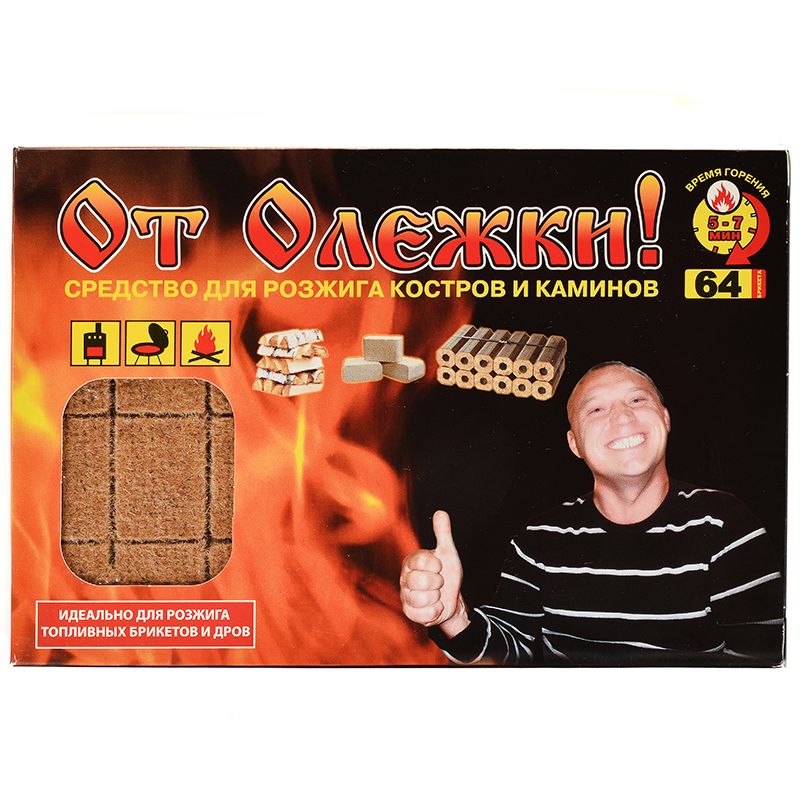 От Олежки!
СРЕДСТВО ДЛЯ РОЗЖИГА КОСТРОВ И КАМИНОВ
ВРЕМЯ ГОРЕНИЯ
5-7
МИН
64
БРИКЕТА
ИДЕАЛЬНО ДЛЯ РОЗЖИГА
ТОПЛИВНЫХ БРИКЕТОВ И ДРОВ